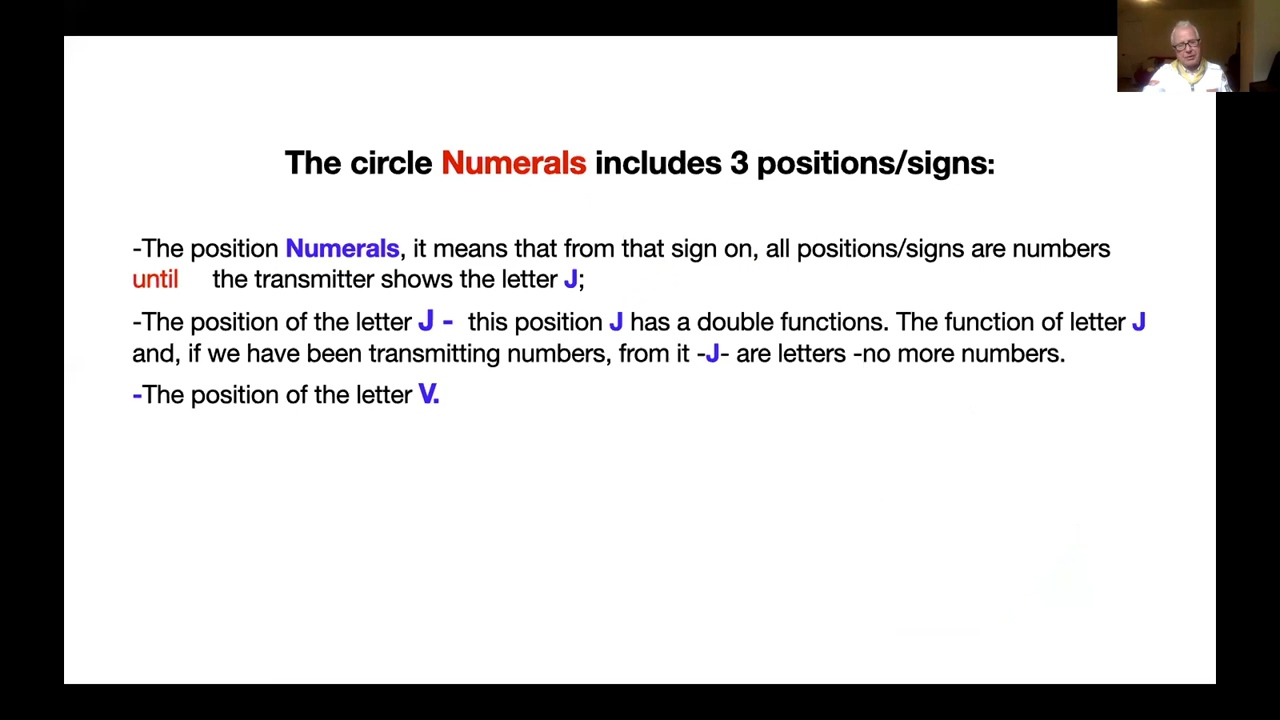 The circle Numerals includes 3 positions/signs:
-The position Numerals, it means that from that sign on, all positions/signs are numbers
until the transmitter shows the letter J;
-The position of the letter J - this position J has a double functions. The function of letter J
and, if we have been transmitting numbers, from it -J- are letters -no more numbers.
-The position of the letter V.